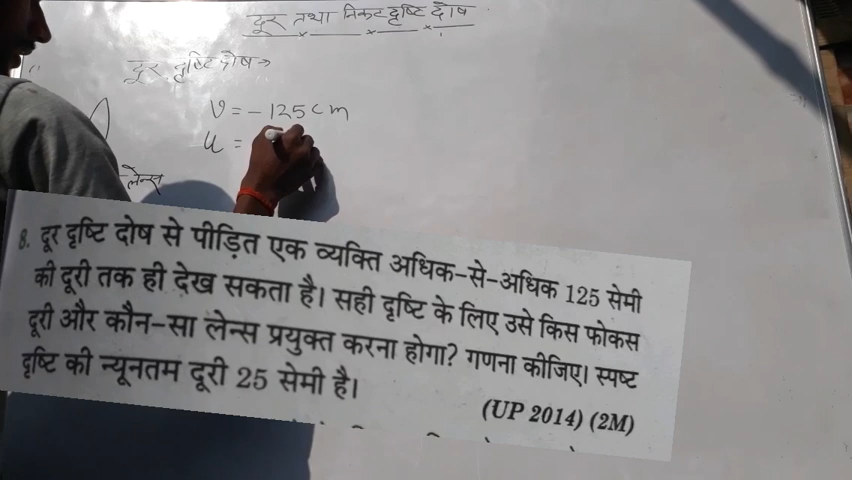 दूर तथा निकट दृष्टि दोष
दूर दृष्टि दोष →
v = - 125 cm
u =
लेन्स
8. दूर दृष्टि दोष से पीड़ित एक व्यक्ति अधिक-से-अधिक 125 सेमी
की दूरी तक ही देख सकता है। सही दृष्टि के लिए उसे किस फोकस
दूरी और कौन-सा लेन्स प्रयुक्त करना होगा? गणना कीजिए। स्पष्ट
दृष्टि की न्यूनतम दूरी 25 सेमी है।
(UP 2014) (2M)